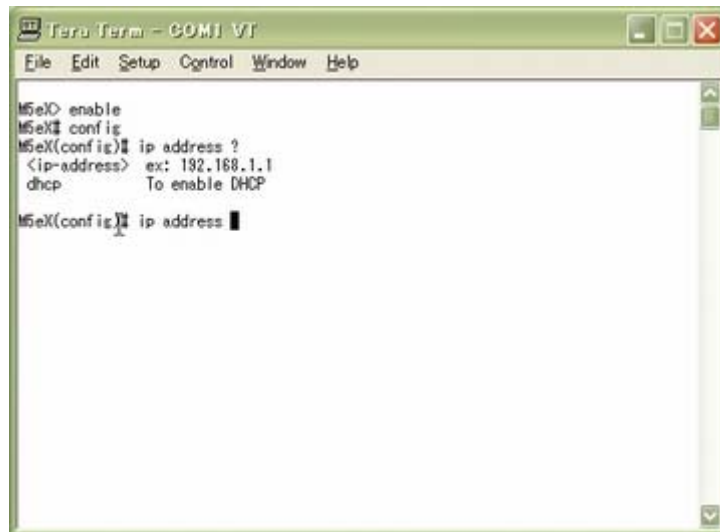 Tera Term - COM1 VT
File Edit Setup Control Window Help
M5eX> enable
M5eX# config
M5eX(config)# ip address ?
<ip-address> ex: 192.168.1.1
dhcp To enable DHCP
M5eX(config)# ip address